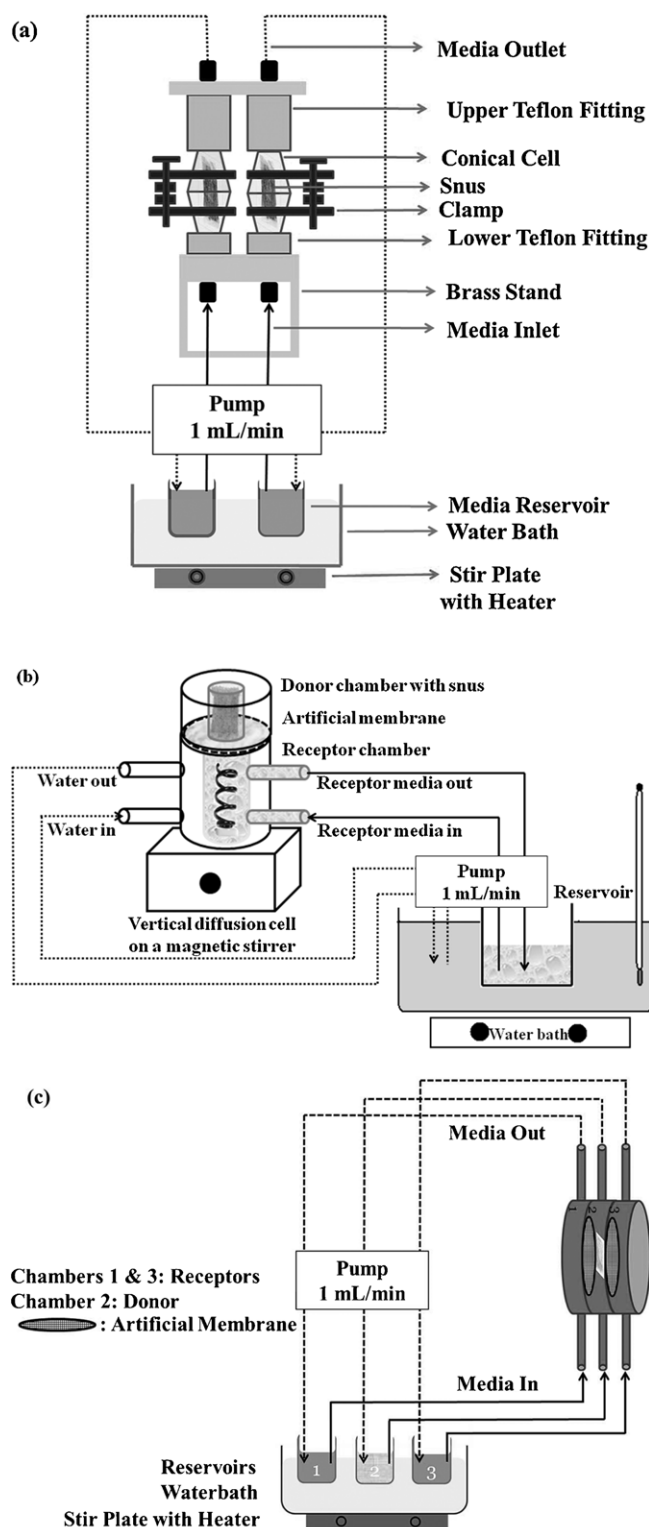 (a)
Media Outlet
Upper Teflon Fitting
Conical Cell
Snus
Clamp
Lower Teflon Fitting
Brass Stand
Media Inlet
Pump
1 mL/min
Media Reservoir
Water Bath
Stir Plate
with Heater
(b)
Donor chamber with snus
Artificial membrane
Receptor chamber
Water out
Receptor media out
Water in
Receptor media in
Pump
1 mL/min
Reservoir
Vertical diffusion cell
on a magnetic stirrer
Water bath
(c)
Media Out
1 2 3
Pump
1 mL/min
Chambers 1 & 3: Receptors
Chamber 2: Donor
: Artificial Membrane
Media In
1 2 3
Reservoirs
Waterbath
Stir Plate with Heater